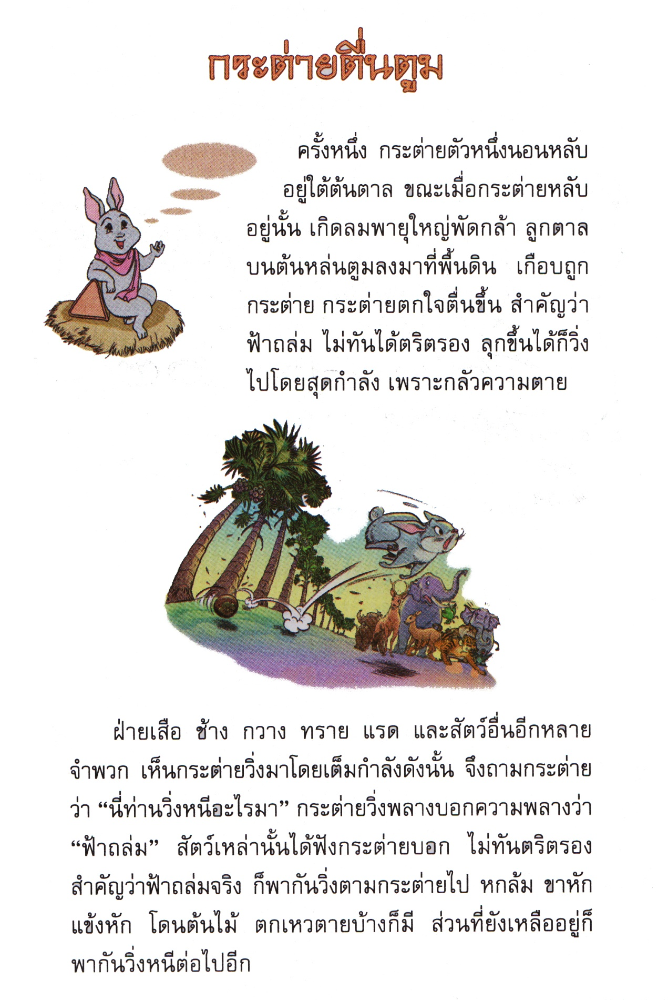 กระต่ายตื่นตูม
ครั้งหนึ่ง กระต่ายตัวหนึ่งนอนหลับ
อยู่ใต้ต้นตาล ขณะเมื่อกระต่ายหลับ
อยู่นั้น เกิดลมพายุใหญ่พัดกล้า ลูกตาล
บนต้นหล่นตูมลงมาที่พื้นดิน เกือบถูก
กระต่าย กระต่ายตกใจตื่นขึ้น สำคัญว่า
ฟ้าถล่ม ไม่ทันได้ตริตรอง ลุกขึ้นได้ก็วิ่ง
ไปโดยสุดกำลัง เพราะกลัวความตาย
ฝ่ายเสือ ช้าง กวาง ทราย แรด และสัตว์อื่นอีกหลาย
จำพวก เห็นกระต่ายวิ่งมาโดยเต็มกำลังดังนั้น จึงถามกระต่าย
ว่า “นี่ท่านวิ่งหนีอะไรมา” กระต่ายวิ่งพลางบอกความพลางว่า
“ฟ้าถล่ม” สัตว์เหล่านั้นได้ฟังกระต่ายบอก ไม่ทันตริตรอง
สำคัญว่าฟ้าถล่มจริง ก็พากันวิ่งตามกระต่ายไป หกล้ม ขาหัก
แข้งหัก โดนต้นไม้ ตกเหวตายบ้างก็มี ส่วนที่ยังเหลืออยู่ก็
พากันวิ่งหนีต่อไปอีก